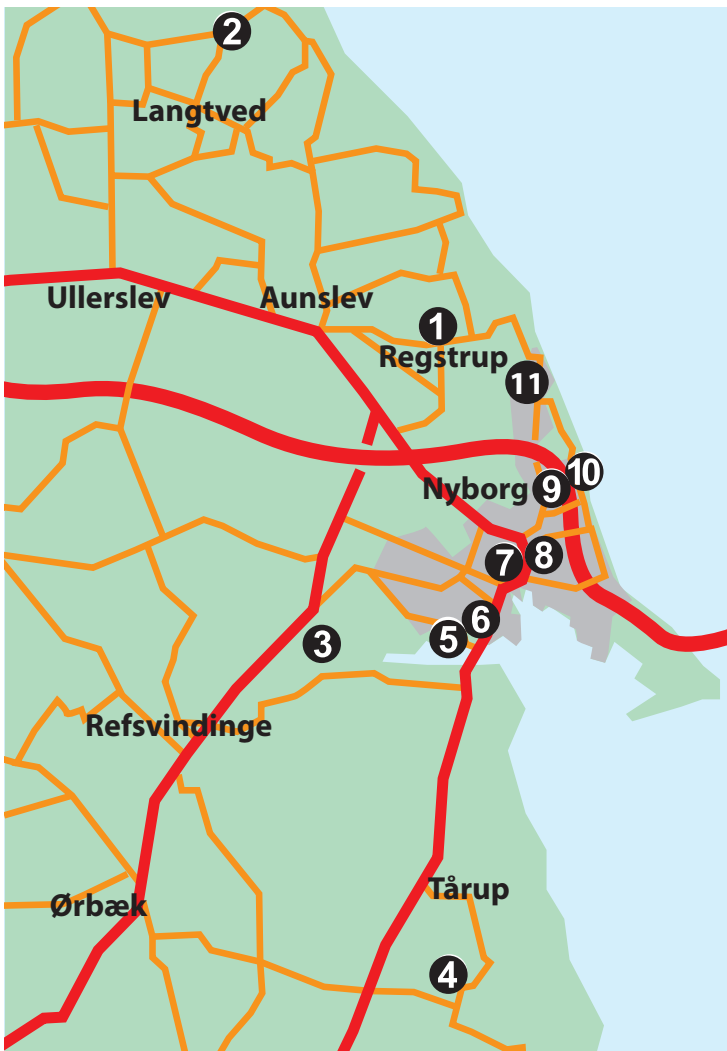 2
Langtved
Ullerslev
Aunslev
1
Regstrup
11
Nyborg
9
10
7
8
6
5
3
Refsvindinge
Tårup
Ørbæk
4